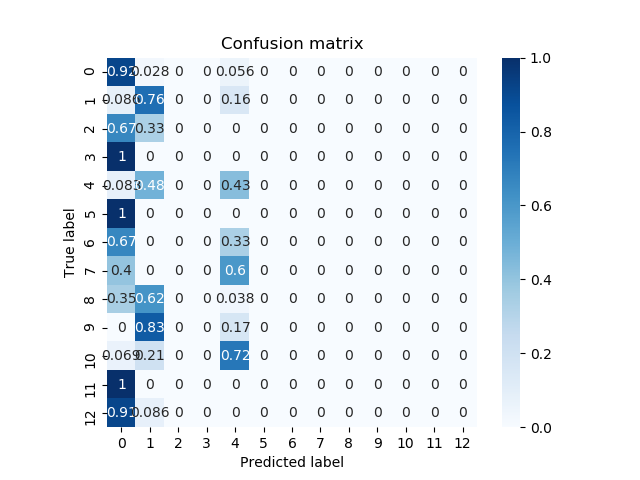 Confusion matrix
0 0.92 0.028 0 0 0.056 0 0 0 0 0 0 0 0
1 0.086 0.76 0 0 0.16 0 0 0 0 0 0 0 0
2 0.67 0.33 0 0 0 0 0 0 0 0 0 0 0
3 1 0 0 0 0 0 0 0 0 0 0 0 0
4 0.083 0.48 0 0 0.43 0 0 0 0 0 0 0 0
5 1 0 0 0 0 0 0 0 0 0 0 0 0
6 0.67 0 0 0 0.33 0 0 0 0 0 0 0 0
7 0.4 0 0 0 0.6 0 0 0 0 0 0 0 0
8 0.35 0.62 0 0 0.038 0 0 0 0 0 0 0 0
9 0 0.83 0 0 0.17 0 0 0 0 0 0 0 0
10 0.069 0.21 0 0 0.72 0 0 0 0 0 0 0 0
11 1 0 0 0 0 0 0 0 0 0 0 0 0
12 0.91 0.086 0 0 0 0 0 0 0 0 0 0 0
0 1 2 3 4 5 6 7 8 9 10 11 12
Predicted label
True label
1.0
0.8
0.6
0.4
0.2
0.0